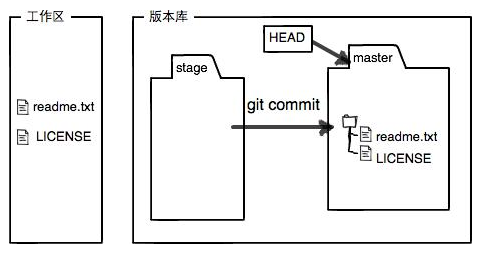 工作区
版本库
HEAD
stage
master
git commit
readme.txt
LICENSE
readme.txt
LICENSE